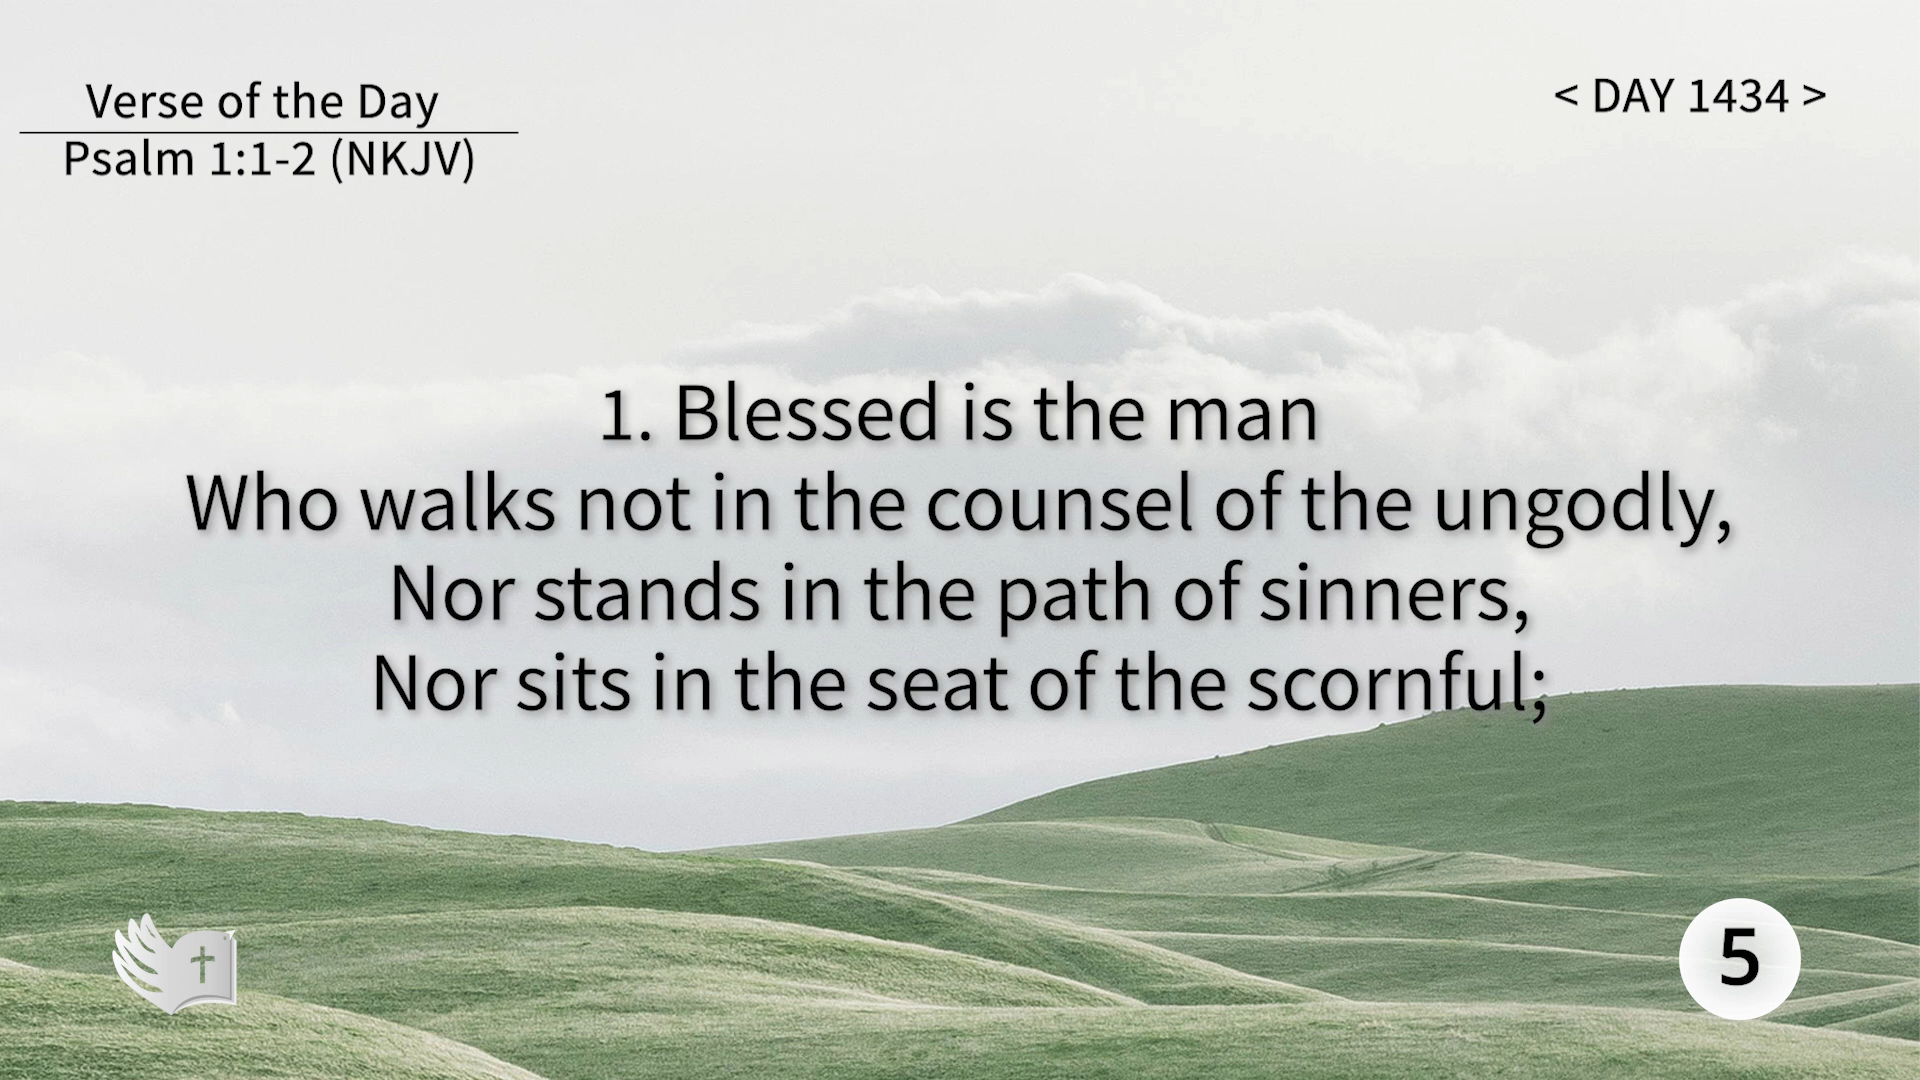 Verse of the Day
Psalm 1:1-2 (NKJV)
< DAY 1434 >
1. Blessed is the man
Who walks not in the counsel of the ungodly,
Nor stands in the path of sinners,
Nor sits in the seat of the scornful;
5